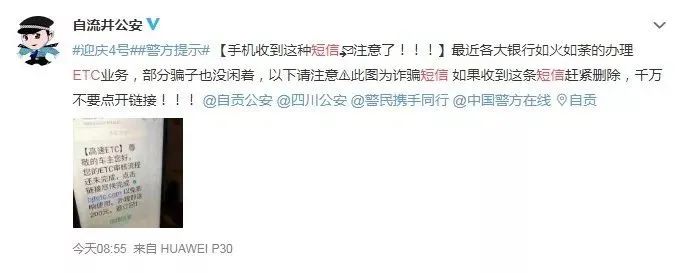 自流井公安
#迎庆4号##警方提示# 【手机收到这种短信注意了！！！】最近各大银行如火如荼的办理
ETC业务，部分骗子也没闲着，以下请注意⚠此图为诈骗短信 如果收到这条短信赶紧删除，千万
不要点开链接！！！ @自贡公安 @四川公安 @警民携手同行 @中国警方在线 自贡
【高速ETC】尊
敬的车主您好，
您的ETC审核流程
还未完成，点击
链接尽快完成
以免影
响使用，
200元，
今天08:55 来自 HUAWEI P30